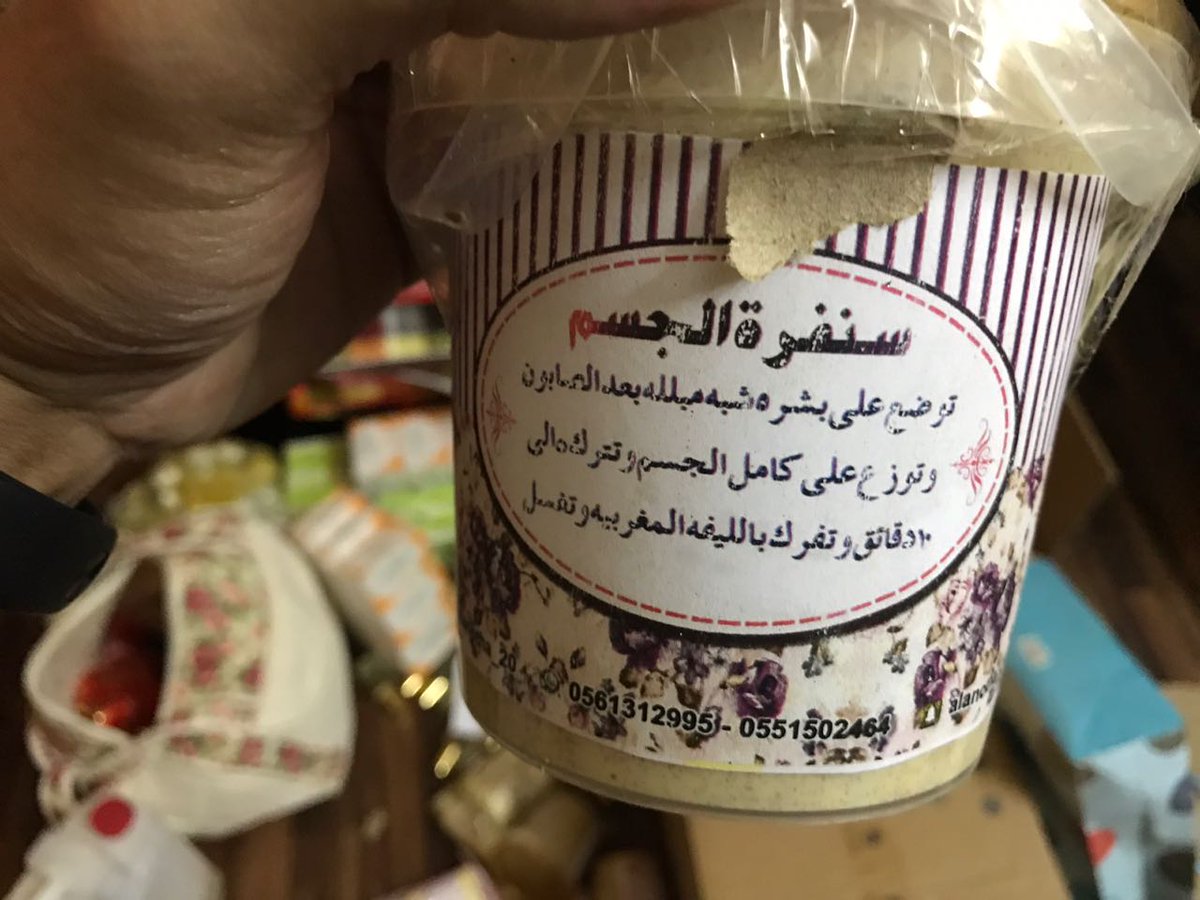 سنفرة الجسم
توضع على بشره شبه مبلله بعد الصابون
وتوزع على كامل الجسم وتترك
١٠دقائق وتفرك بالليفه المغربيه وتغسل
_20
0561312995 - 0551502464